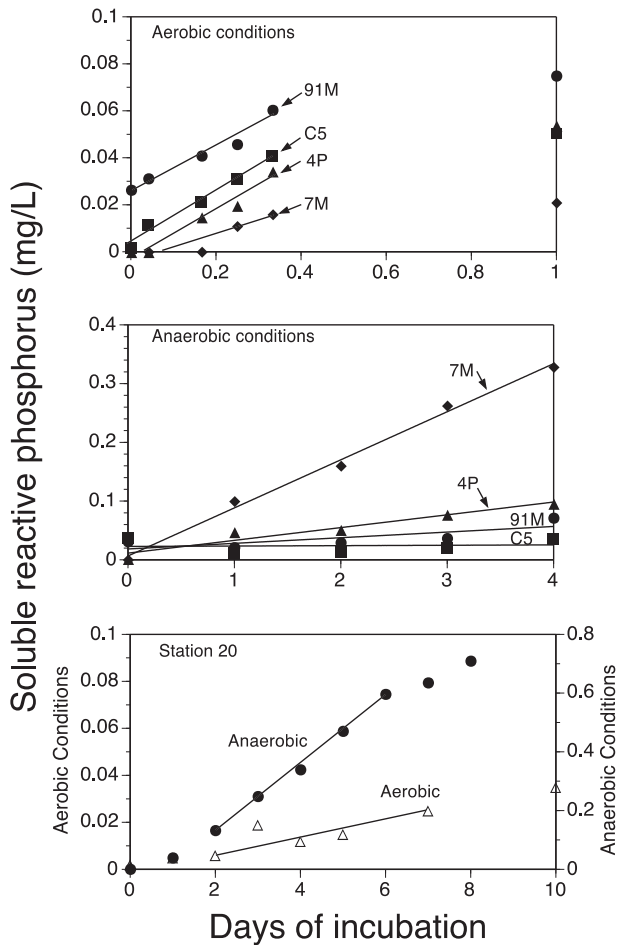 Soluble reactive phosphorus (mg/L)
0.1
Aerobic conditions
0.08
91M
0.06
C5
0.04
4P
0.02
7M
0
0 0.2 0.4 0.6 0.8 1
0.4
Anaerobic conditions
7M
0.3
0.2
4P
0.1
91M
C5
0
0 1 2 3 4
Aerobic Conditions
0.1 0.8
Station 20
0.08
0.6
Anaerobic
0.06
0.4
0.04
Aerobic
0.2
0.02
0 0
0 2 4 6 8 10
Anaerobic Conditions
Days of incubation